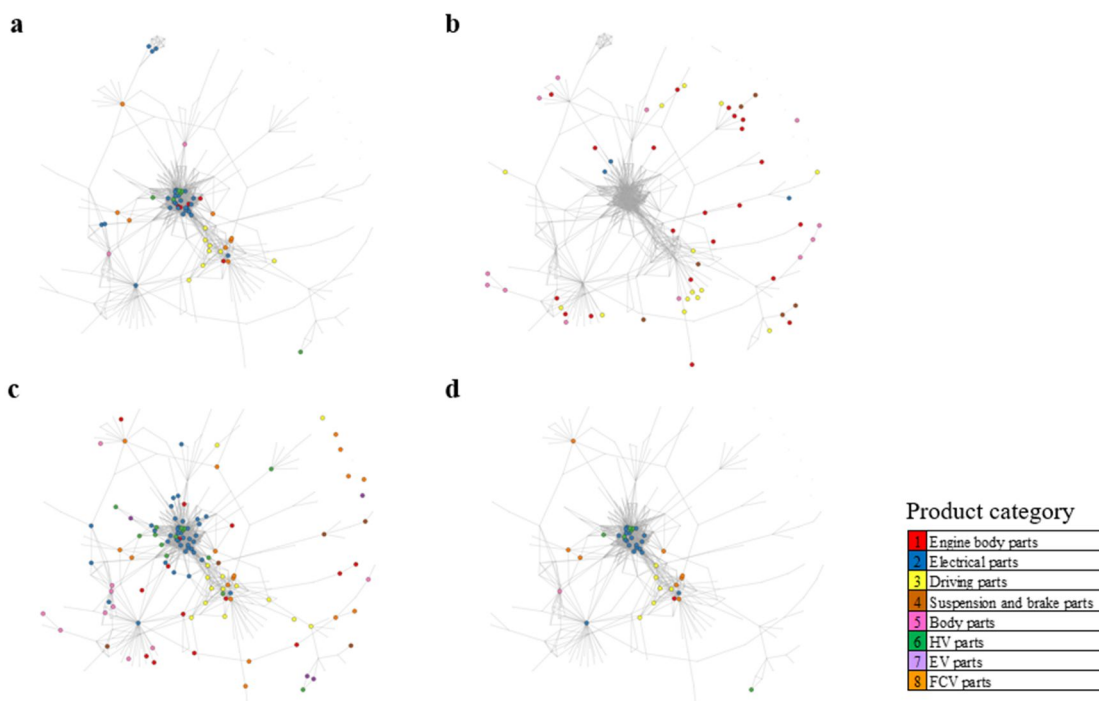 a
b
c
d
Product category
1 Engine body parts
2 Electrical parts
3 Driving parts
4 Suspension and brake parts
5 Body parts
6 HV parts
7 EV parts
8 FCV parts